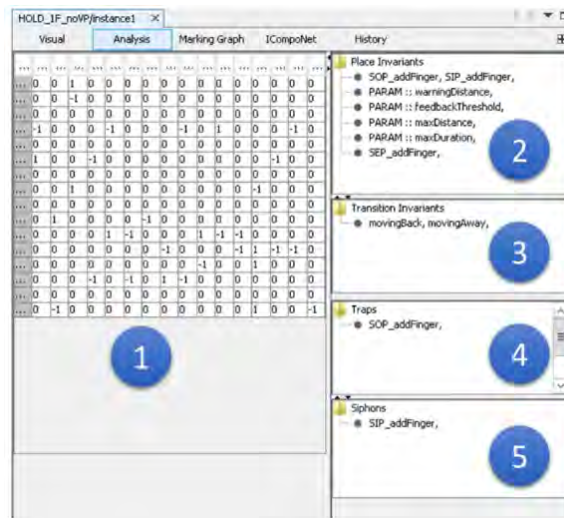 HOLD_1F_noVP/instance1
Visual Analysis Marking Graph ICompoNet History
... ... ... ... ... ... ... ... ... ... ... ... ... ... ... ... ...
... 0 0 1 0 0 0 0 0 0 0 0 0 0 0 0 0
... 0 0 -1 0 0 0 0 0 0 0 0 0 0 0 0 0
... 0 0 0 0 0 0 0 0 0 0 0 0 0 0 0 0
... -1 0 0 0 -1 0 0 0 -1 0 1 0 0 0 -1 0
... 0 0 0 0 0 0 0 0 0 0 0 0 0 0 0 0
... 1 0 0 -1 0 0 0 0 0 0 0 0 0 -1 0 0
... 0 0 0 0 0 0 0 0 0 0 0 0 0 0 0 0
... 0 0 1 0 0 0 0 0 0 0 0 0 -1 0 0 0
... 0 0 0 0 0 0 0 0 0 0 0 0 0 0 0 0
... 0 1 0 0 0 0 -1 0 0 0 0 0 0 0 0 0
... 0 0 0 0 1 -1 0 0 0 1 -1 -1 0 0 0 0
... 0 0 0 0 0 0 0 -1 0 0 0 -1 1 -1 -1 0
... 0 0 0 0 0 0 0 0 0 -1 0 0 1 0 0 0
... 0 0 0 -1 0 -1 0 1 -1 0 0 0 0 0 0 0
... 0 0 0 0 0 0 0 0 0 0 0 0 0 0 0 0
... 0 -1 0 0 0 0 0 0 0 0 0 0 1 0 0 -1
1
Place Invariants
SOP_addFinger, SIP_addFinger,
PARAM :: warningDistance,
PARAM :: feedbackThreshold,
PARAM :: maxDistance,
PARAM :: maxDuration,
SEP_addFinger,
2
Transition Invariants
movingBack, movingAway,
3
Traps
SOP_addFinger,
4
Siphons
SIP_addFinger,
5